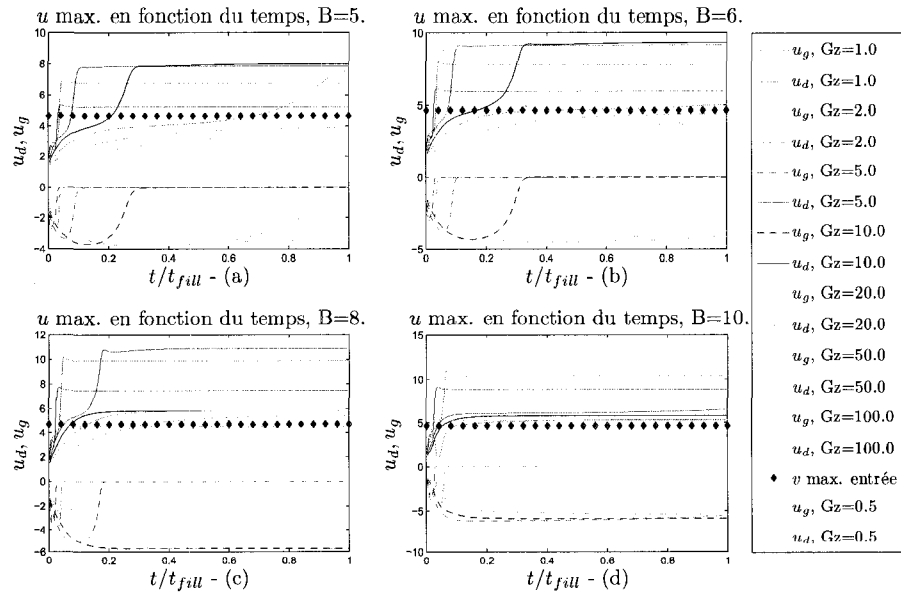 u max. en fonction du temps, B=5.
10
8
6
4
2
0
−2
−4
u_d, u_g
0
0.2
0.4
0.6
0.8
1
t/t_fill - (a)
u max. en fonction du temps, B=6.
10
5
0
−5
u_d, u_g
0
0.2
0.4
0.6
0.8
1
t/t_fill - (b)
u max. en fonction du temps, B=8.
12
10
8
6
4
2
0
−2
−4
−6
u_d, u_g
0
0.2
0.4
0.6
0.8
1
t/t_fill - (c)
u max. en fonction du temps, B=10.
15
10
5
0
−5
−10
u_d, u_g
0
0.2
0.4
0.6
0.8
1
t/t_fill - (d)
u_g, Gz=1.0
u_d, Gz=1.0
u_g, Gz=2.0
u_d, Gz=2.0
u_g, Gz=5.0
u_d, Gz=5.0
u_g, Gz=10.0
u_d, Gz=10.0
u_g, Gz=20.0
u_d, Gz=20.0
u_g, Gz=50.0
u_d, Gz=50.0
u_g, Gz=100.0
u_d, Gz=100.0
v max. entrée
u_g, Gz=0.5
u_d, Gz=0.5